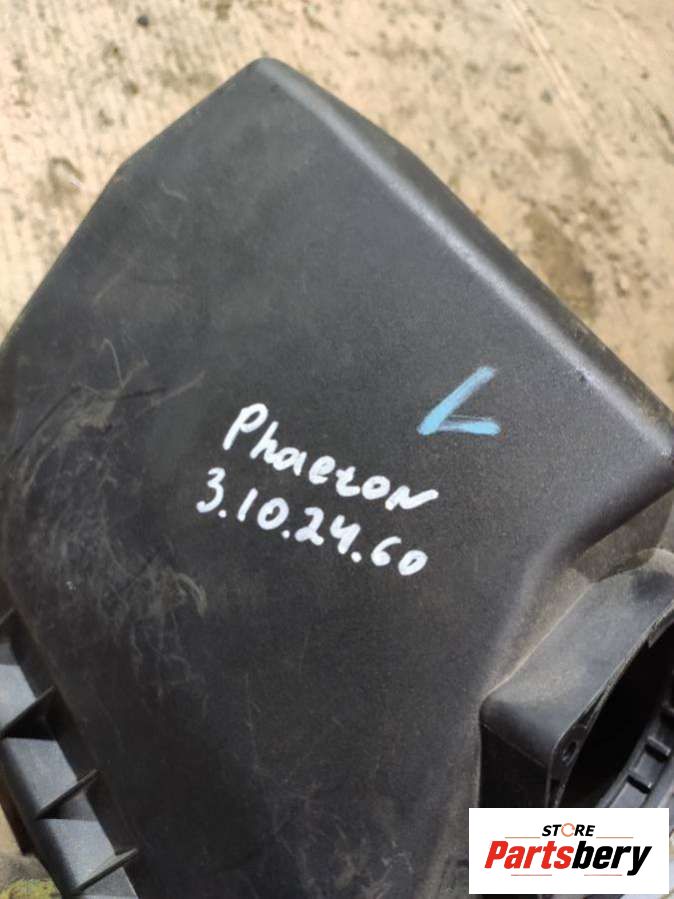 L
Phaeton
3.10.24.60
STORE
Partsbery